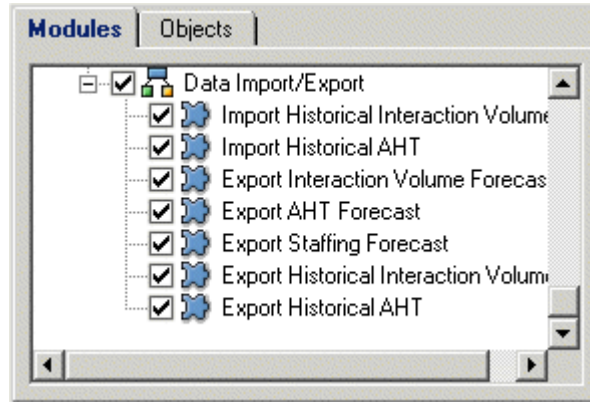 Modules Objects
Data Import/Export
Import Historical Interaction Volume
Import Historical AHT
Export Interaction Volume Forecas
Export AHT Forecast
Export Staffing Forecast
Export Historical Interaction Volum
Export Historical AHT